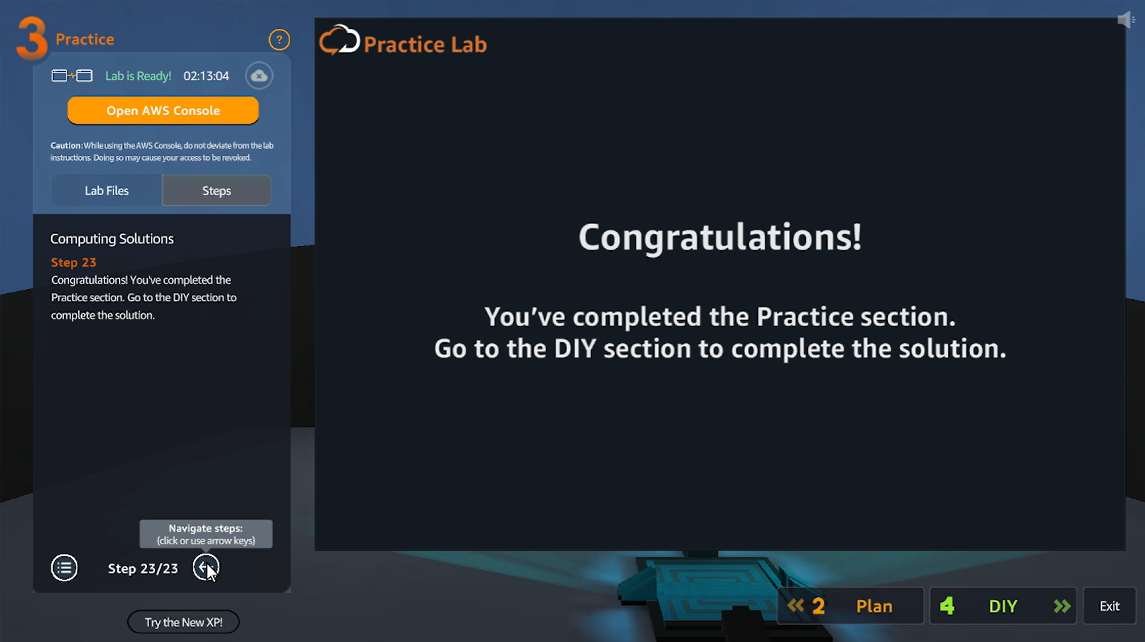 3 Practice
?
Lab is Ready! 02:13:04
Open AWS Console
Caution: While using the AWS Console, do not deviate from the lab
instructions. Doing so may cause your access to be revoked.
Lab Files Steps
Computing Solutions
Step 23
Congratulations! You've completed the
Practice section. Go to the DIY section to
complete the solution.
Navigate steps:
(click or use arrow keys)
Step 23/23
Try the New XP!
Practice Lab
Congratulations!
You've completed the Practice section.
Go to the DIY section to complete the solution.
2 Plan
4 DIY
Exit